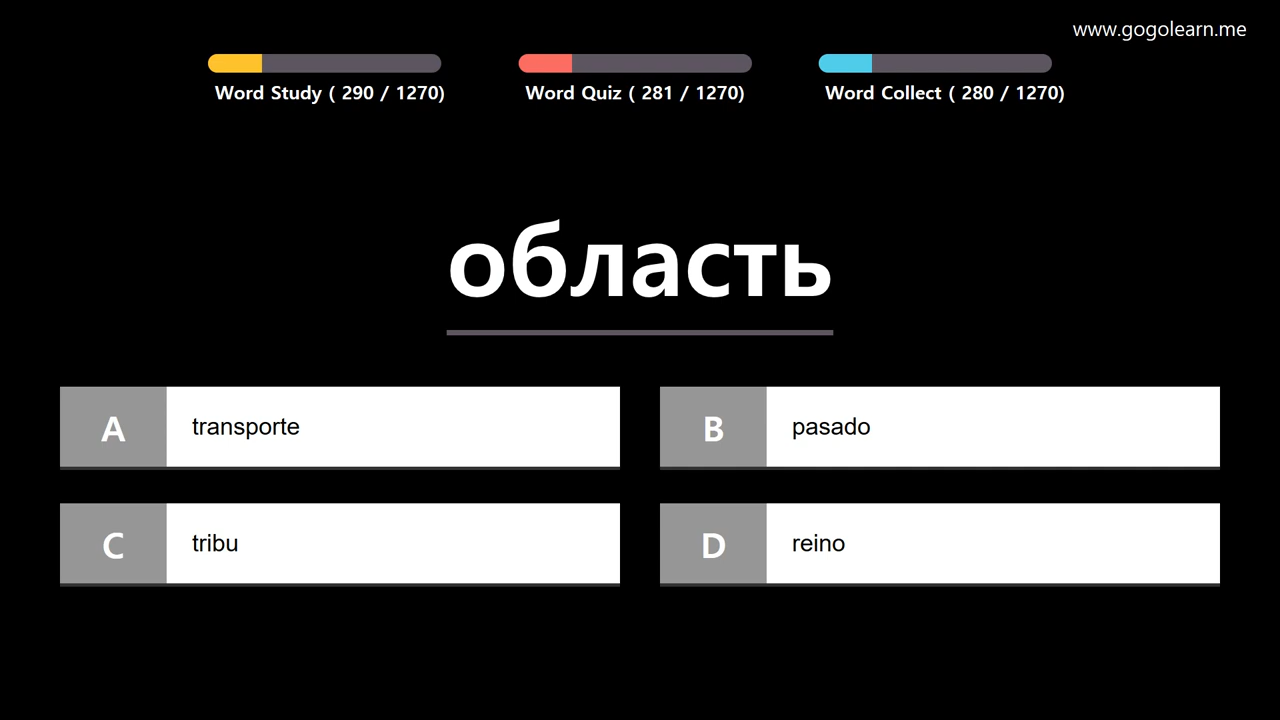 www.gogolearn.me
Word Study ( 290 / 1270)
Word Quiz ( 281 / 1270)
Word Collect ( 280 / 1270)
область
A transporte
B pasado
C tribu
D reino